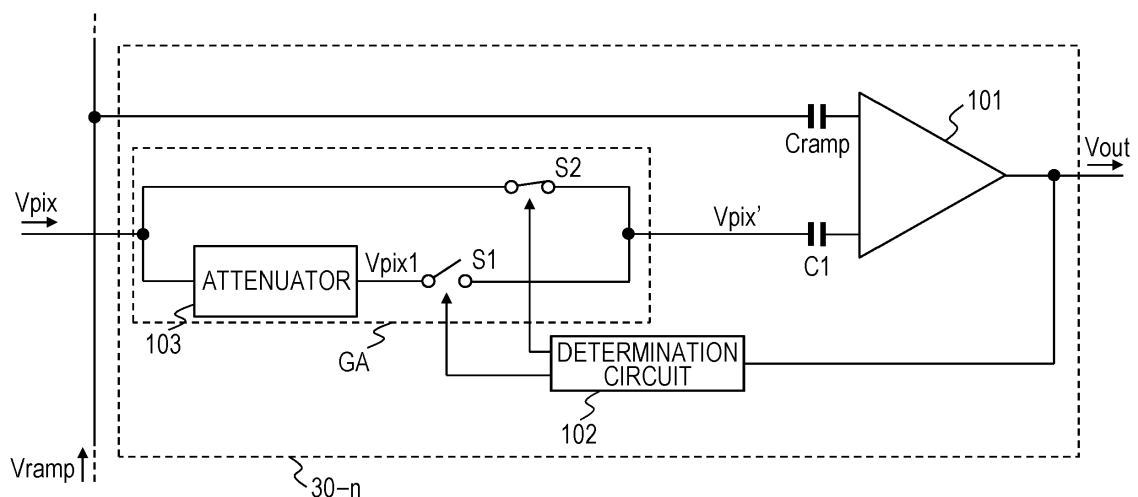 101
Cramp
Vout
S2
Vpix
Vpix'
C1
ATTENUATOR
Vpix1
S1
103
GA
DETERMINATION
CIRCUIT
102
Vramp
30-n